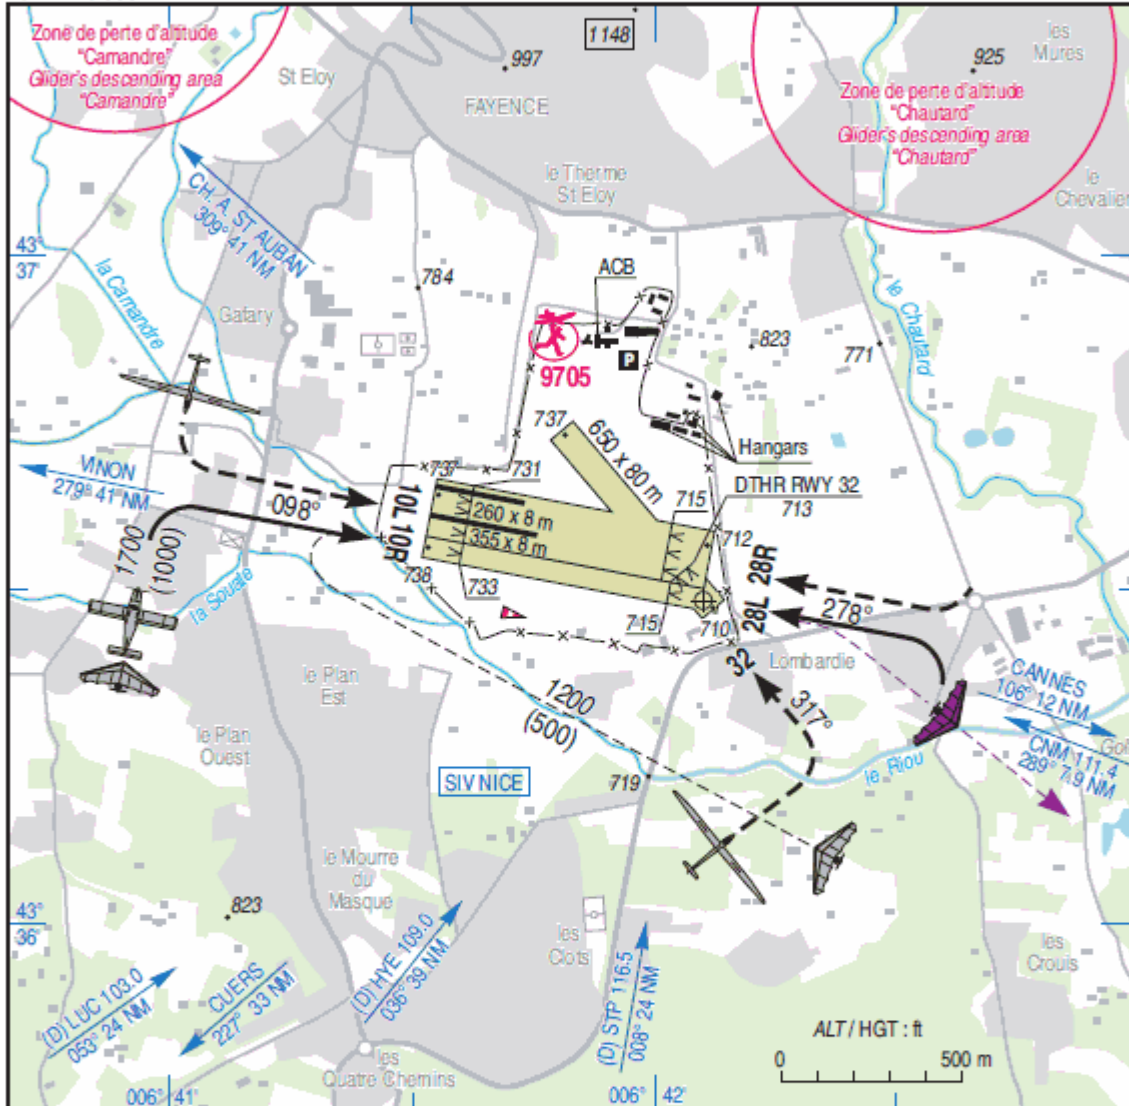 Zone de perte d'altitude
"Camandre"
Glider's descending area
"Camandre"
St Eloy
997
FAYENCE
1148
les
Mures
925
Zone de perte d'altitude
"Chautard"
Glider's descending area
"Chautard"
le
Chevalier
le Therme
St Eloy
CH. A. ST AUBAN
309° 41 NM
43°
37'
la Camandre
784
Gafary
ACB
9705
P
823
771
le Chautard
Hangars
VINON
279° 41 NM
737
650 x 80 m
737
731
715
DTHR RWY 32
713
098°
10L
10R
260 x 8 m
355 x 8 m
712
28R
28L
278°
1700
(1000)
la Souate
738
733
715
710
32
Lombardie
317°
CANNES
106° 12 NM
CNM 111.4
289° 7.9 NM
le Plan
Est
le Plan
Ouest
1200
(500)
SIV NICE
719
le Riou
le Mourre
du
Masque
823
43°
36'
les
Clots
les
Crouis
(D) LUC 103.0
053° 24 NM
CUERS
227° 33 NM
(D) HYE 109.0
036° 39 NM
(D) STP 116.5
008° 24 NM
ALT / HGT : ft
0 500 m
les
Quatre Chemins
006° 41'
006° 42'